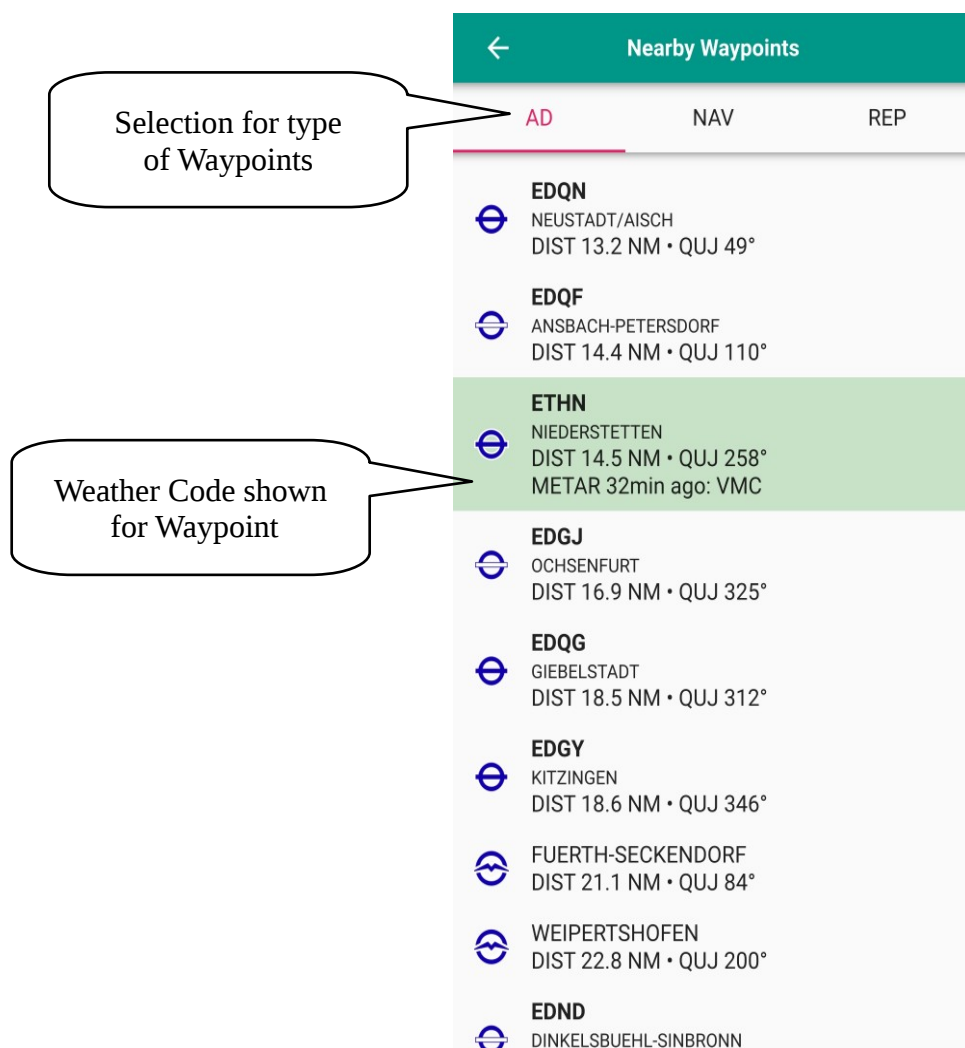 Nearby Waypoints
Selection for type
of Waypoints
AD NAV REP
EDQN
NEUSTADT/AISCH
DIST 13.2 NM • QUJ 49°
EDQF
ANSBACH-PETERSDORF
DIST 14.4 NM • QUJ 110°
Weather Code shown
for Waypoint
ETHN
NIEDERSTETTEN
DIST 14.5 NM • QUJ 258°
METAR 32min ago: VMC
EDGJ
OCHSENFURT
DIST 16.9 NM • QUJ 325°
EDQG
GIEBELSTADT
DIST 18.5 NM • QUJ 312°
EDGY
KITZINGEN
DIST 18.6 NM • QUJ 346°
FUERTH-SECKENDORF
DIST 21.1 NM • QUJ 84°
WEIPERTSHOFEN
DIST 22.8 NM • QUJ 200°
EDND
DINKELSBUEHL-SINBRONN